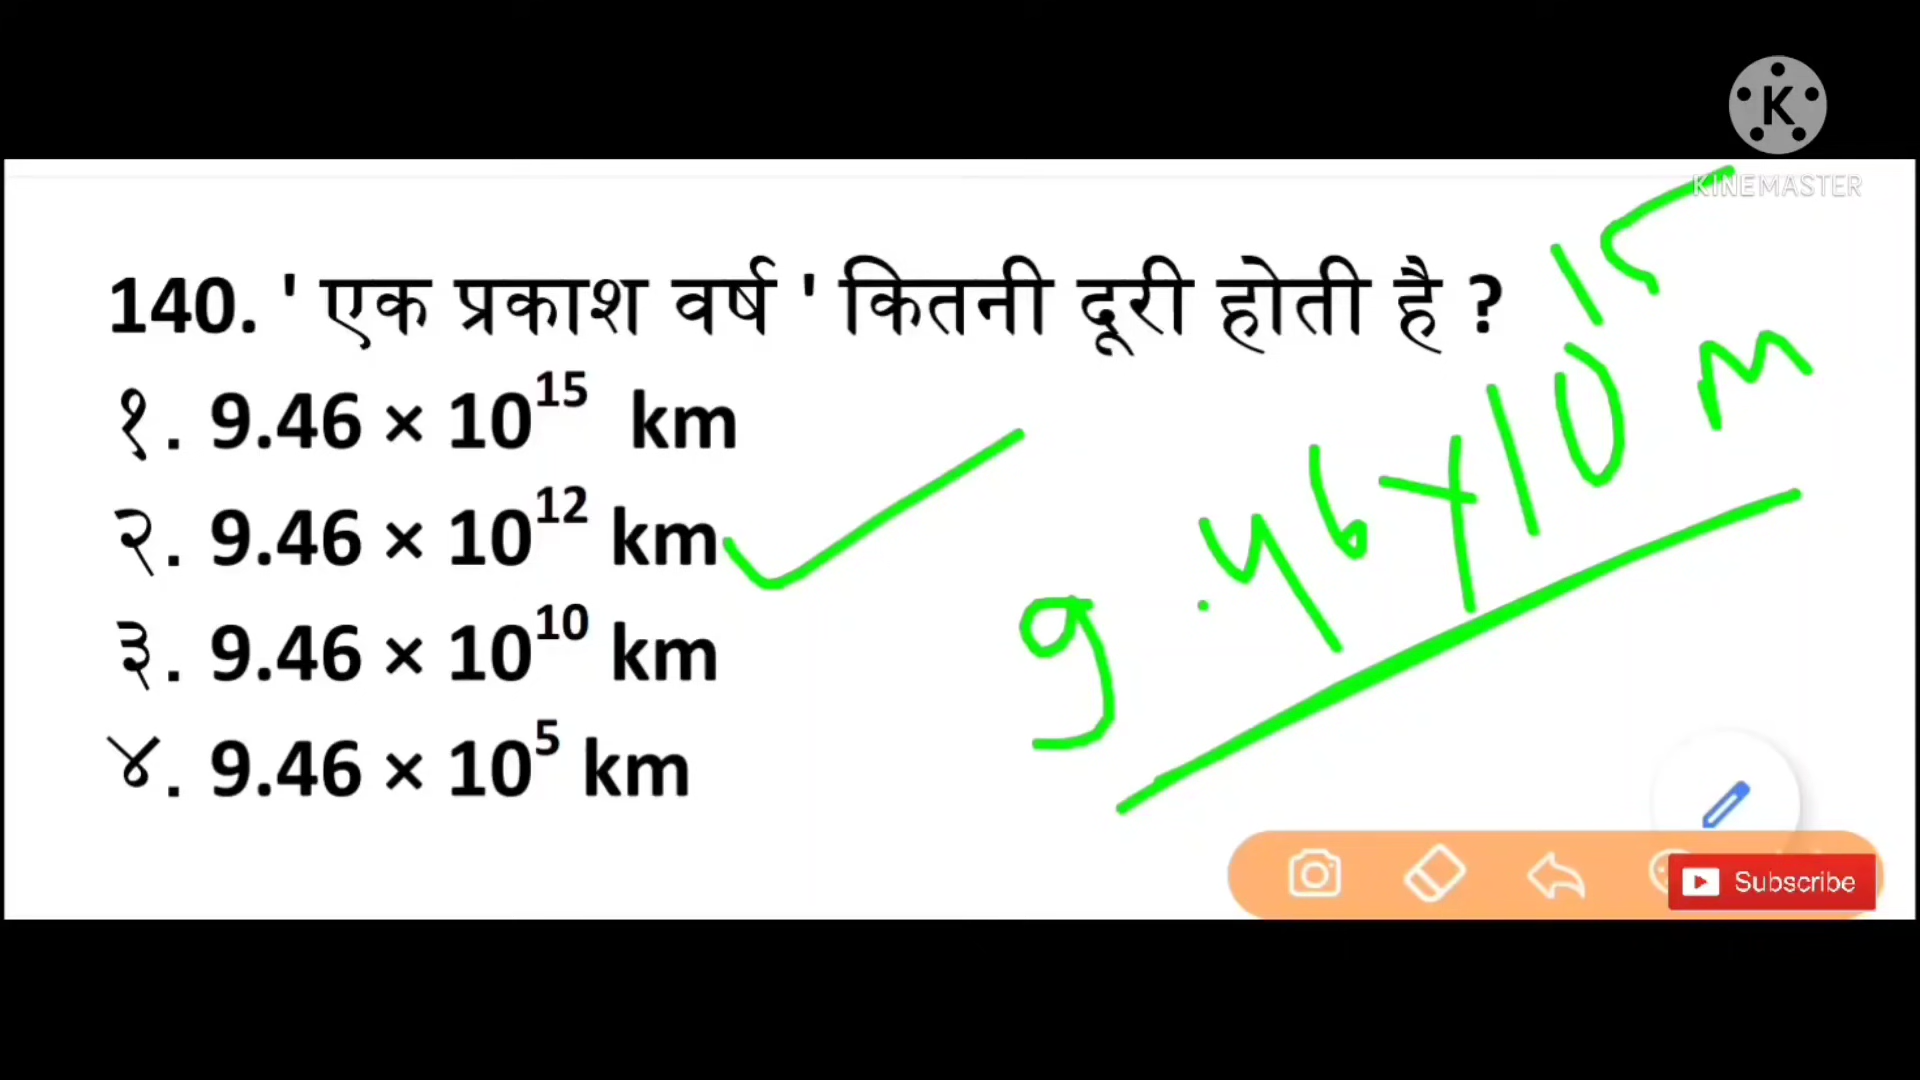 K
KINEMASTER
140. ' एक प्रकाश वर्ष ' कितनी दूरी होती है ?
१. 9.46 × 10¹⁵ km
२. 9.46 × 10¹² km
३. 9.46 × 10¹⁰ km
४. 9.46 × 10⁵ km
9.46×10¹⁵ m
Subscribe